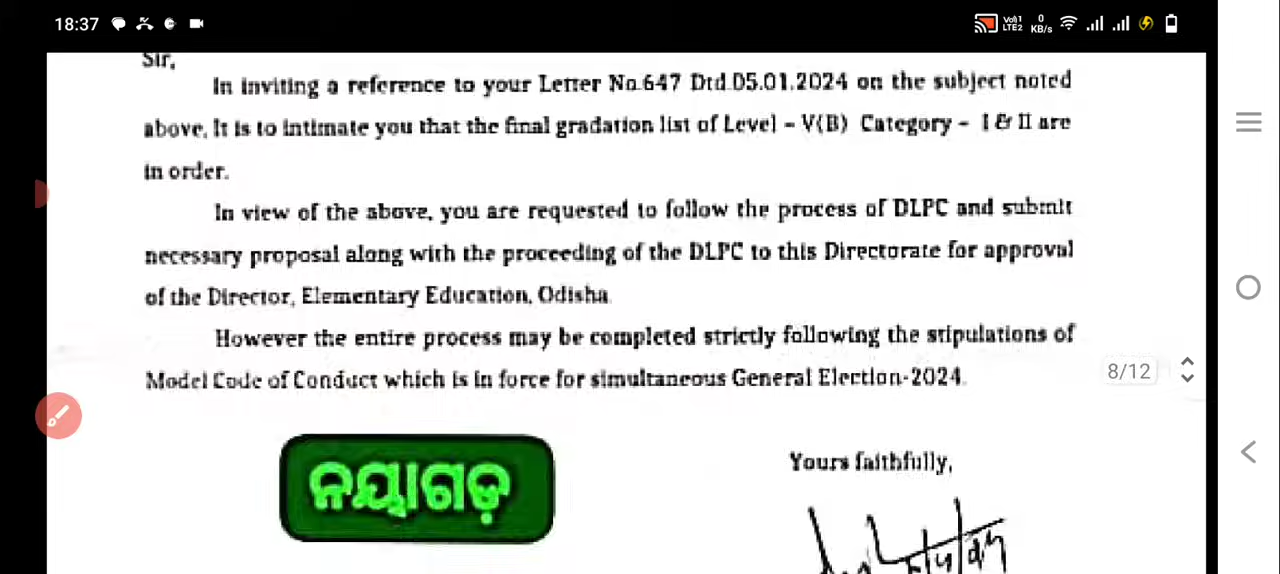 18:37
Vo)) 1 LTE2 0 KB/s
Sir,
In inviting a reference to your Letter No.647 Dtd.05.01.2024 on the subject noted
above, It is to intimate you that the final gradation list of Level - V(B) Category - I & II are
in order.
In view of the above, you are requested to follow the process of DLPC and submit
necessary proposal along with the proceeding of the DLPC to this Directorate for approval
of the Director, Elementary Education, Odisha.
However the entire process may be completed strictly following the stipulations of
Model Code of Conduct which is in force for simultaneous General Election-2024.
8/12
ନୟାଗଡ଼
Yours faithfully,